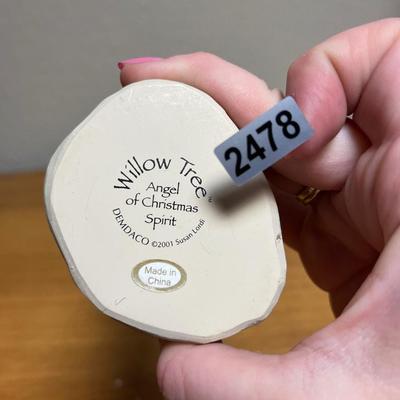 Willow Tree
Angel
of Christmas
Spirit
DEMDACO ©2001 Susan Lordi
Made in
China
2478